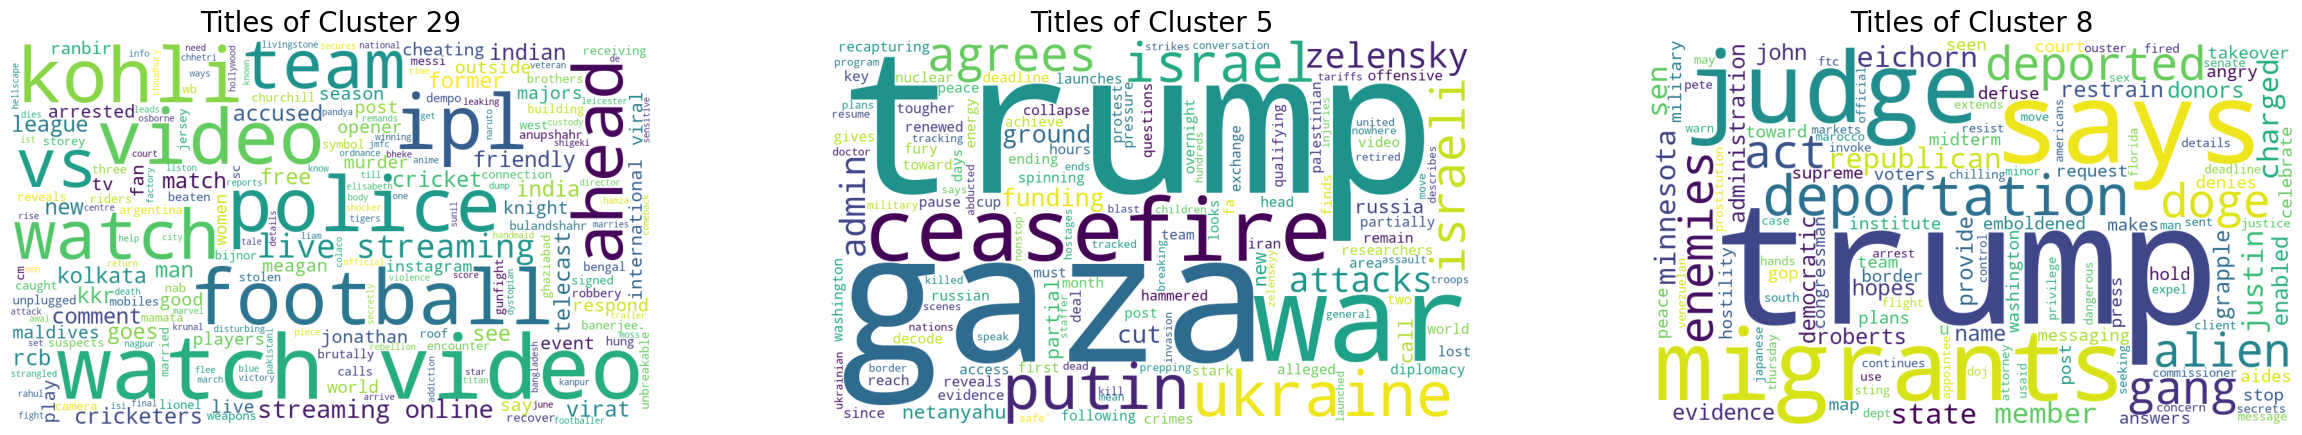 Titles of Cluster 29
Titles of Cluster 5
Titles of Cluster 8
kohli
team
ahead
ranbir
info
need
chhetri
livingstone
secures
national
cheating
indian
messi
receiving
hollywood
known
veteran
outside
former
brothers
hellscape
ways
wb
season
majors
churchill
video
ipl
arrested
accused
post
dempo
leaking
building
leicester
dies
leads
osborne
pandya
remands
opener
get
naruto
west
custody
league
jersey
symbol
winning
anupshahr
vs
ist
court
murder
ordnance
jmfc
bheke
anime
shigeki
sensitive
storey
fan
three
liston
free
till
know
friendly
viral
tv
match
factory
police
cricket
connection
women
elisabeth
dump
india
director
reveals
beaten
sc
reports
body
one
new
riders
shocker
knight
marries
rise
centre
argentina
tigers
sunil
bulandshahr
international
watch
live streaming
telecast
help
city
tale
liam
handmaid
colaco
bijnor
man
meagan
instagram
ghaziabad
bengal
return
official
kolkata
stolen
violence
score
gunfight
dystopian
signed
cm
caught
football
robbery
unplugged
death
mobiles
nab
good
secretly
respond
attack
marvel
comment
mamata
kkr
krunal
disturbing
piece
roof
rebellion
see
banerjee
trailer
maldives
goes
jonathan
event
hung
moss
set
nagpur
players
encounter
rcb
suspects
married
pakistani
brutally
calls
star
titan
bangladesh
kanpur
unbreakable
strangled
flee
march
blue
victory
watch video
world
addiction
arrive
rahul
play
final
camera
isi
lionel
live
say
june
virat
fight
cricketers
weapons
streaming online
recover
footballer
recapturing
agrees
strikes
conversation
israel
zelensky
program
key
nuclear
deadline
launches
tariffs
offensive
plans
resume
tougher
peace
trump
gives
renewed
tracking
energy
collapse
protests
pressure
questions
palestinian
injuries
united
nowhere
video
achieve
ground
hours
overnight
hundreds
exchange
qualifying
retired
doctor
toward
fury
days
ending
ends
spinning
israeli
admin
says
military
funding
finds
move
describes
pause
cup
fa
head
russia
abducted
ceasefire
partially
remain
washington
killed
scenes
gaza
blast
children
looks
iran
researchers
nonstop'
hostages
tracked
team
area
assault
new
attacks
russian
partial
must
month
breaking
zelenskyy
troops
nations
decode
speak
deal
staffer
hammered
war
call
two
general
ukrainian
border
reach
access
first
dead
cut
post
invasion
stark
alleged
world
lost
reveals
evidence
putin
kill
mean
prepping
ukraine
launched
diplomacy
since
netanyahu
safe'
following
crimes
military
sen
john
eichorn
seen
court
ouster
fired
takeover
may
ftc
official
deported
senate
angry
pete
judge
sex
says
defuse
restrain
donors
warn
administration
extends
move
act
toward
markets
marocco
resist
midterm
americans
charged
minnesota
enemies
republican
invoke
florida
details
supreme
voters
chilling
minor
request
deadline
denies
celebrate
hostility
prostitution
deportation
doge
peace
venezuelan
case
institute
emboldened
makes
man
sent
justice
democratic
congressman
hands
arrest
team
trump
provide
washington
privilege
dangerous
press
control
hold
expel
grapple
justin
enabled
gop
border
hopes
south
flight
japanese
thursday
droberts
plans
name
messaging
client
migrants
continues
use
sting
appointee
doj
attorney
usaid
post
seeking
alien
commissioner
aides
evidence
map
dept
state
member
gang
concern
answers
stop
secrets
message